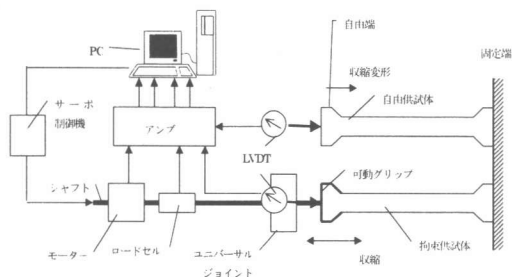 PC
自由端
固定端
収縮変形
自由供試体
サーボ
制御機
アンプ
LVDT
可動グリップ
シャフト
モーター
ロードセル
ユニバーサル
ジョイント
収縮
拘束供試体